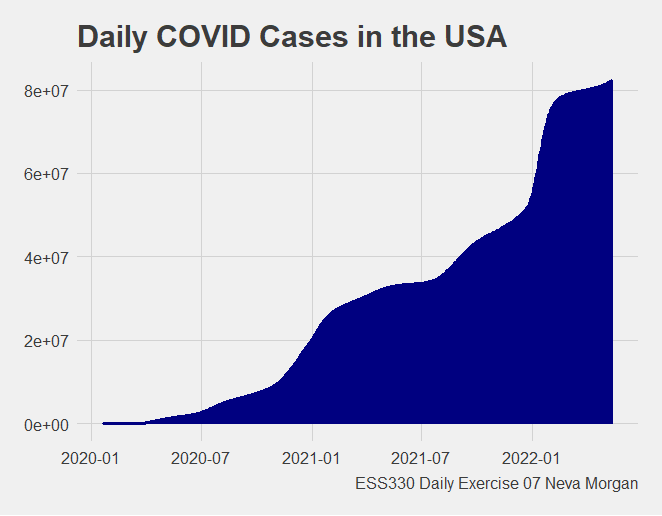 Daily COVID Cases in the USA
8e+07
6e+07
4e+07
2e+07
0e+00
2020-01 2020-07 2021-01 2021-07 2022-01
ESS330 Daily Exercise 07 Neva Morgan